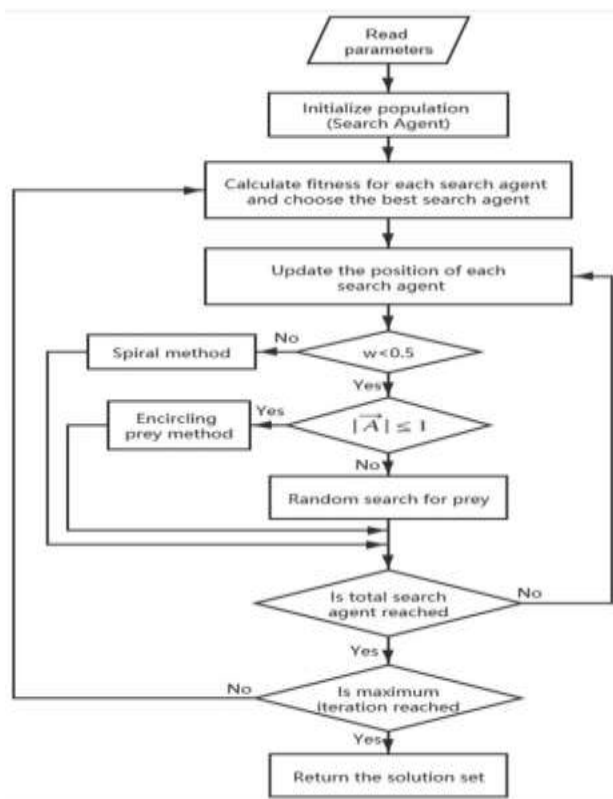 Read
parameters
Initialize population
(Search Agent)
Calculate fitness for each search agent
and choose the best search agent
Update the position of each
search agent
No
Spiral method
w<0.5
Yes
Encircling
prey method
Yes
|A⃗| ≤ 1
No
Random search for prey
Is total search
agent reached
No
Yes
No
Is maximum
iteration reached
Yes
Return the solution set